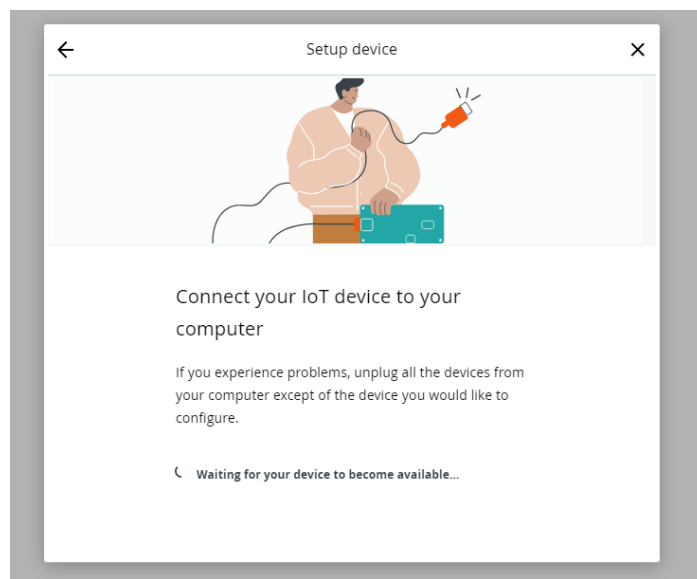 Setup device
Connect your IoT device to your
computer
If you experience problems, unplug all the devices from
your computer except of the device you would like to
configure.
Waiting for your device to become available...